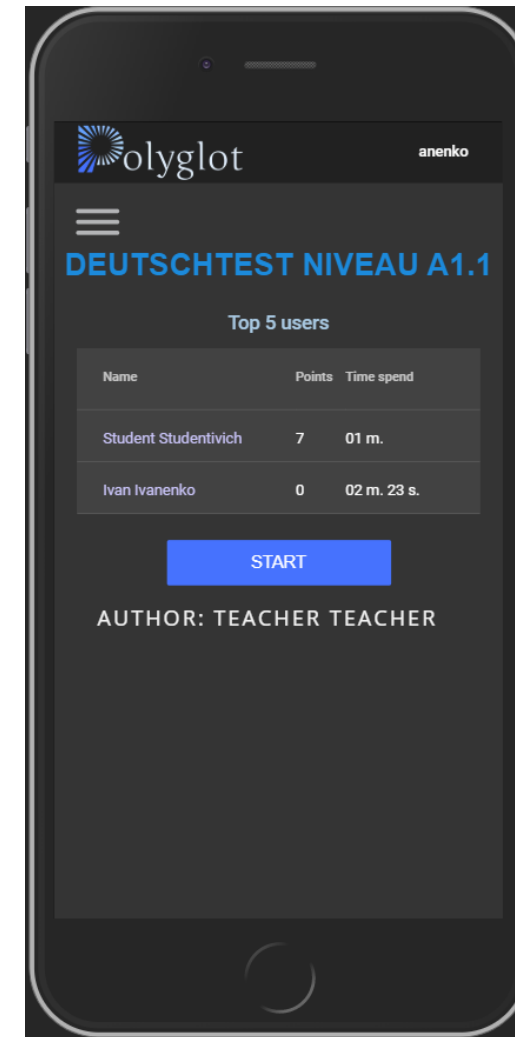 Polyglot
anenko
DEUTSCHTEST NIVEAU A1.1
Top 5 users
Name Points Time spend
Student Studentivich 7 01 m.
Ivan Ivanenko 0 02 m. 23 s.
START
AUTHOR: TEACHER TEACHER